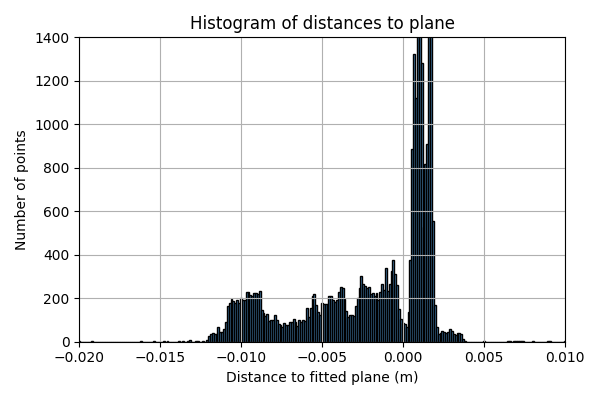 Histogram of distances to plane
Number of points
1400
1200
1000
800
600
400
200
0
−0.020 −0.015 −0.010 −0.005 0.000 0.005 0.010
Distance to fitted plane (m)